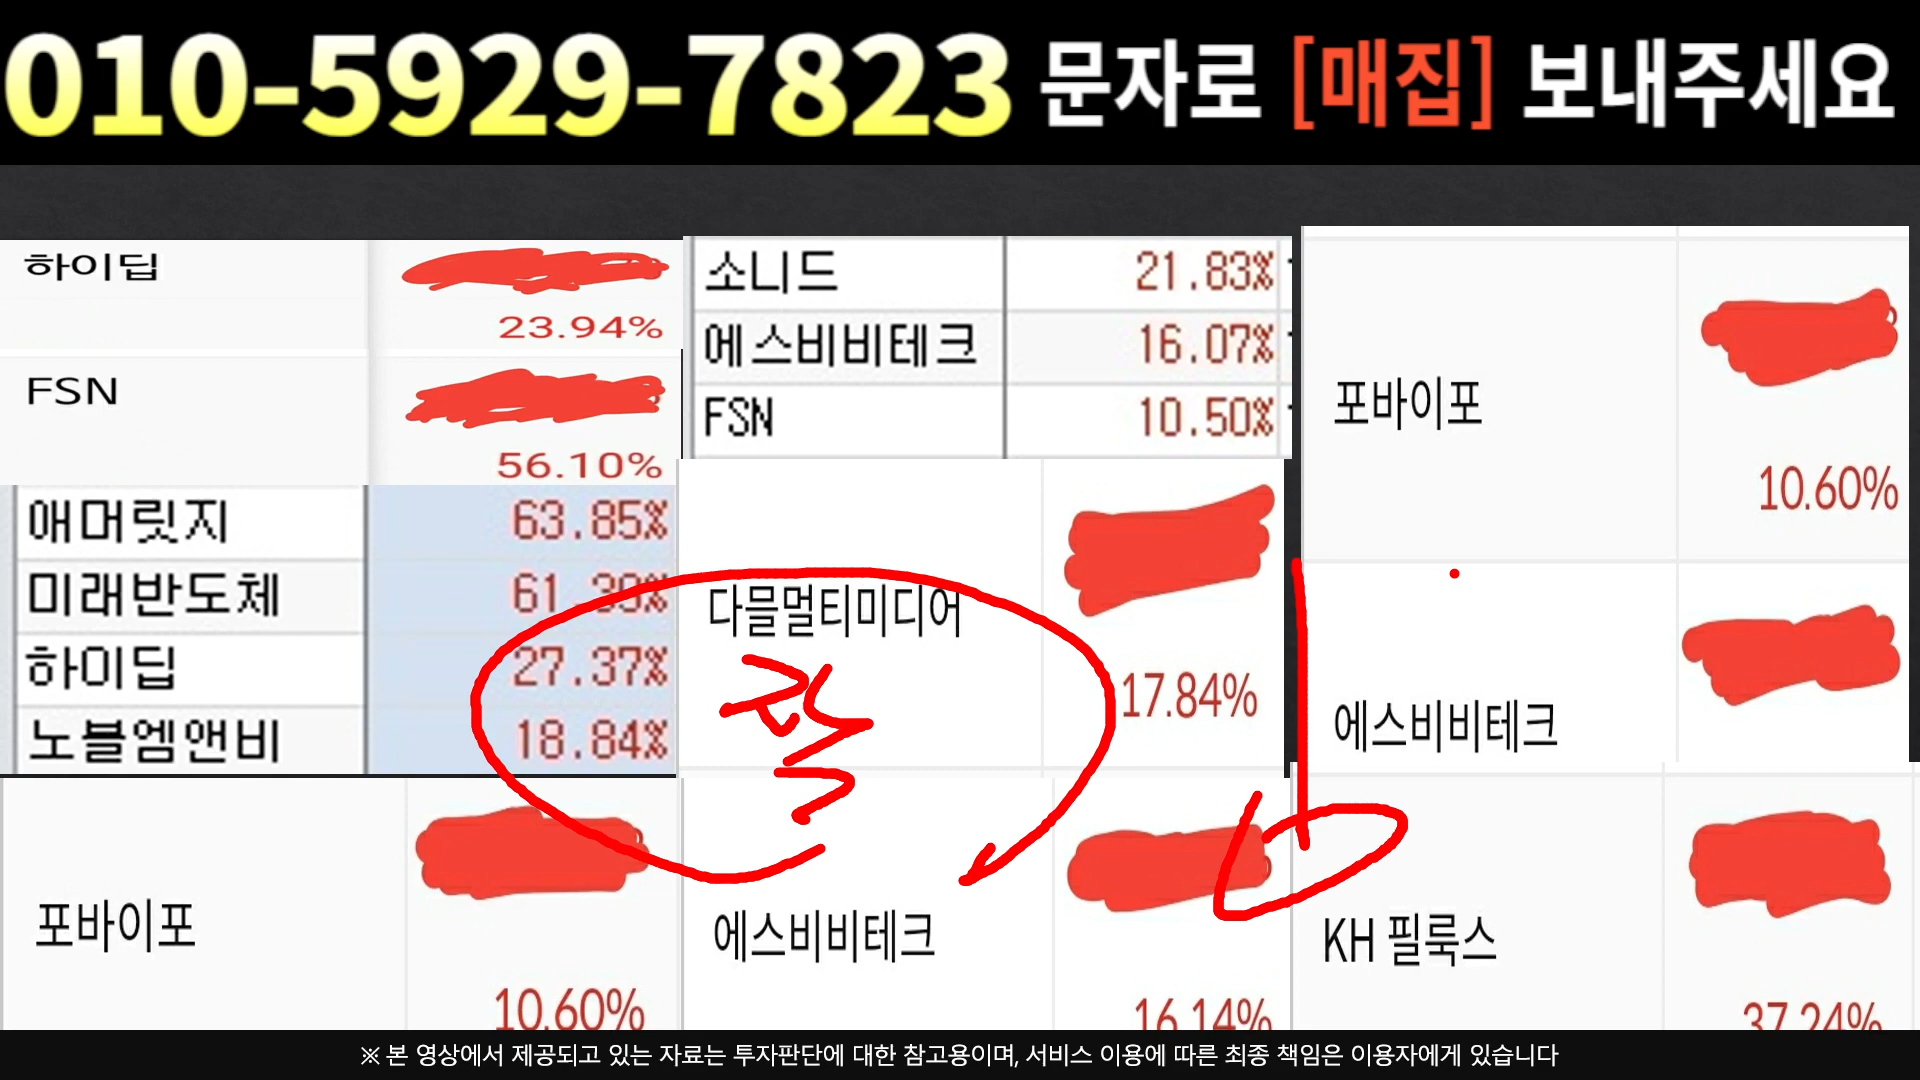 010-5929-7823 문자로 [매집] 보내주세요
하이딥
23.94%
FSN
56.10%
애머릿지 63.85%
미래반도체 61.39%
하이딥 27.37%
노블엠앤비 18.84%
소니드 21.83%
에스비비테크 16.07%
FSN 10.50%
다믈멀티미디어
17.84%
포바이포
10.60%
에스비비테크
포바이포
10.60%
에스비비테크
16.14%
KH 필룩스
37.24%
※ 본 영상에서 제공되고 있는 자료는 투자판단에 대한 참고용이며, 서비스 이용에 따른 최종 책임은 이용자에게 있습니다